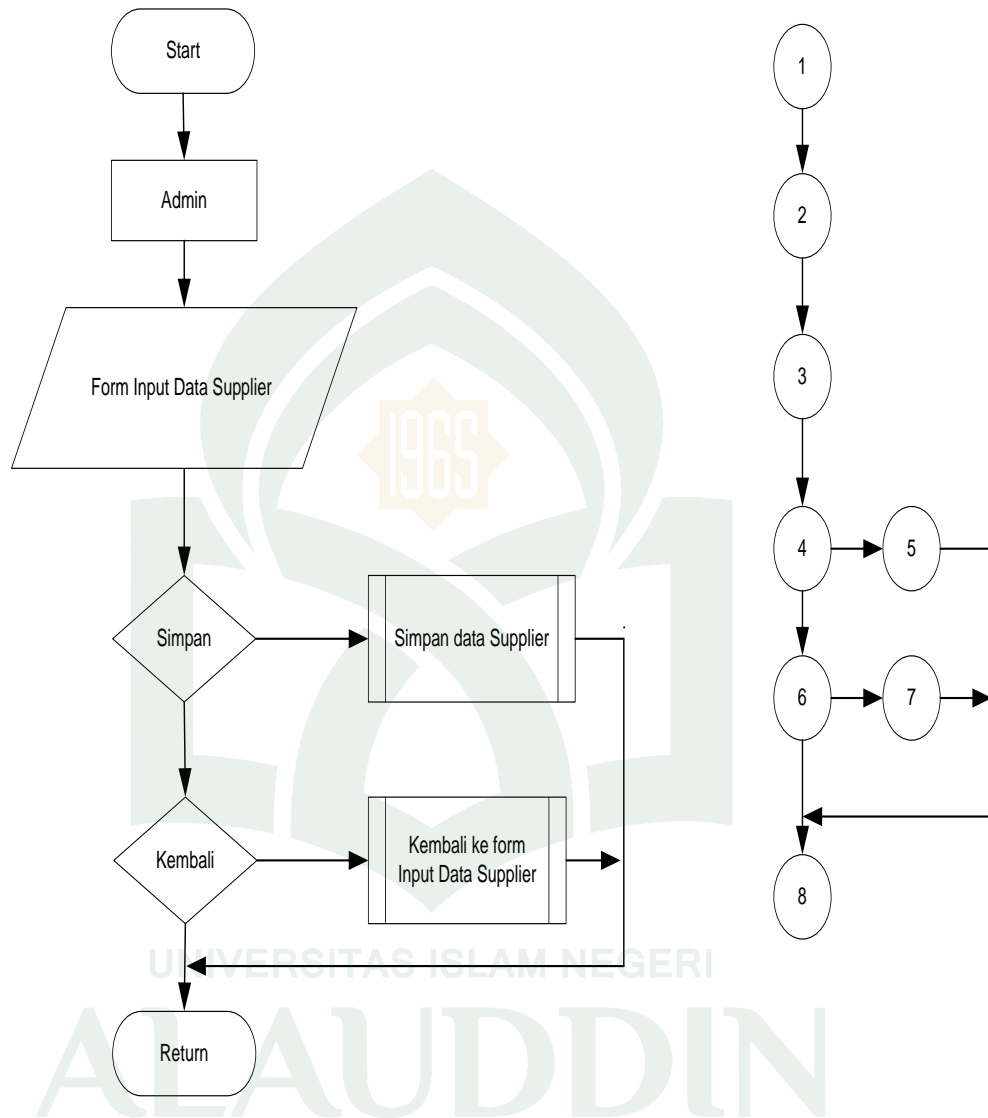 Start
Admin
Form Input Data Supplier
Simpan
Simpan data Supplier
Kembali
Kembali ke form
Input Data Supplier
Return
1
2
3
4
5
6
7
8
1965
UNIVERSITAS ISLAM NEGERI
ALAUDDIN